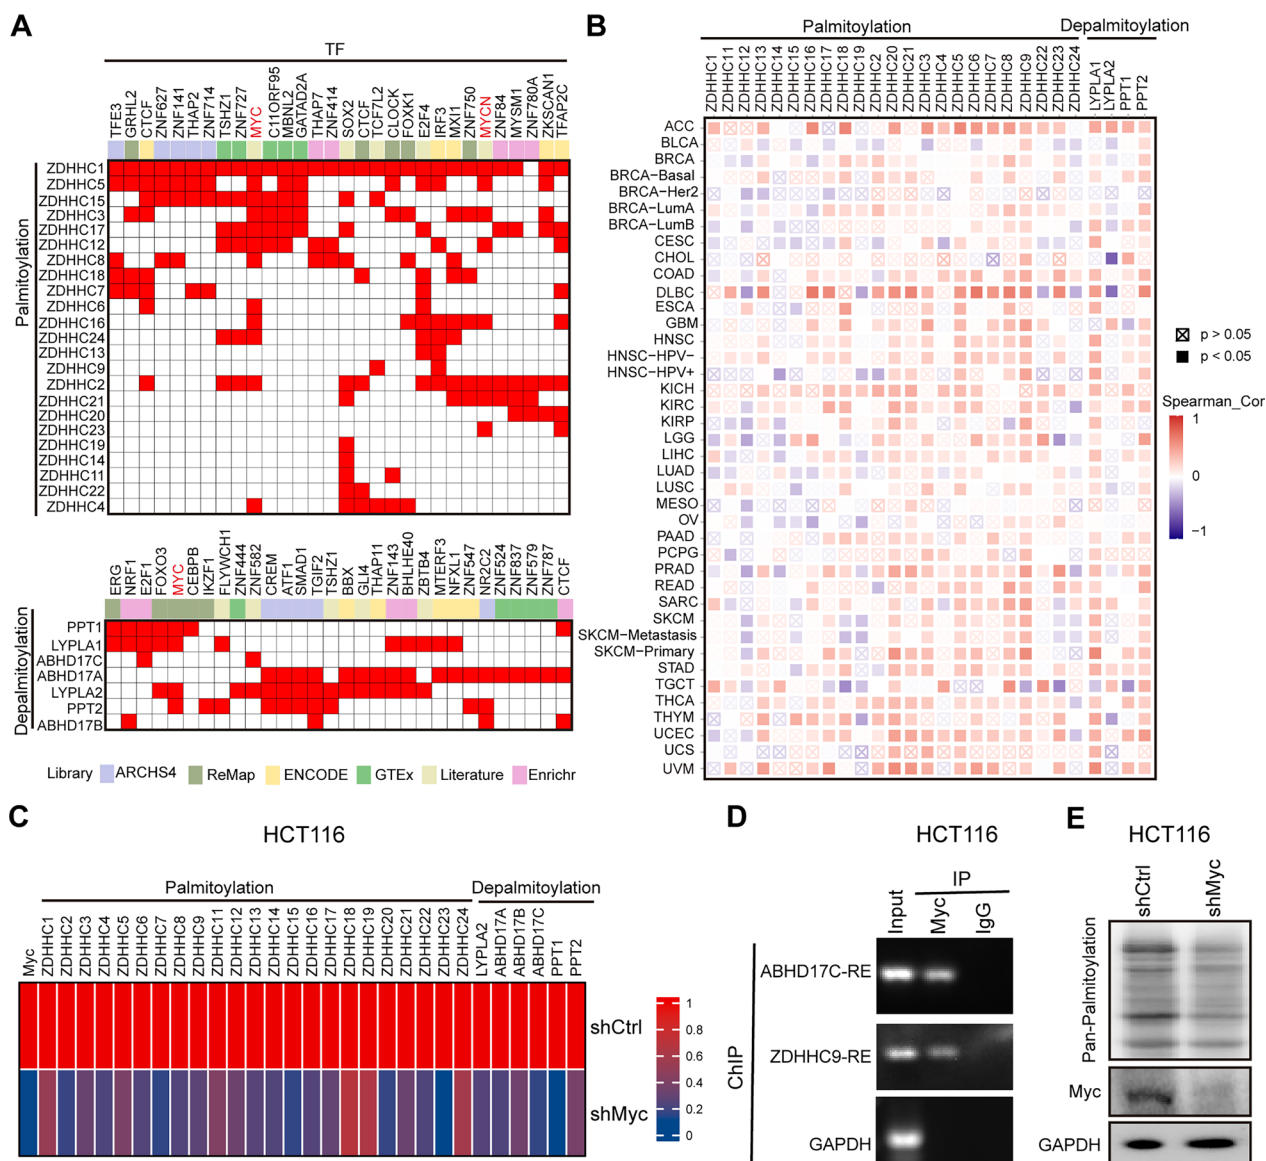 A
TF
TFE3
GRHL2
CTCF
ZNF627
ZNF141
THAP2
ZNF714
TSHZ1
ZNF727
MYC
C11ORF95
MBNL2
GATAD2A
THAP7
ZNF414
SOX2
CTCF
TCF7L2
CLOCK
FOXK1
E2F4
IRF3
MXI1
ZNF750
MYCN
ZNF84
MYSM1
ZNF780A
ZKSCAN1
TFAP2C
Palmitoylation
ZDHHC1
ZDHHC5
ZDHHC15
ZDHHC3
ZDHHC17
ZDHHC12
ZDHHC8
ZDHHC18
ZDHHC7
ZDHHC6
ZDHHC16
ZDHHC24
ZDHHC13
ZDHHC9
ZDHHC2
ZDHHC21
ZDHHC20
ZDHHC23
ZDHHC19
ZDHHC14
ZDHHC11
ZDHHC22
ZDHHC4
ERG
NRF1
E2F1
FOXO3
MYC
CEBPB
IKZF1
FLYWCH1
ZNF444
ZNF582
CREM
ATF1
SMAD1
TGIF2
TSHZ1
BBX
GLI4
THAP11
ZNF143
BHLHE40
ZBTB4
MTERF3
NFXL1
ZNF547
NR2C2
ZNF524
ZNF837
ZNF579
ZNF787
CTCF
Depalmitoylation
PPT1
LYPLA1
ABHD17C
ABHD17A
LYPLA2
PPT2
ABHD17B
Library ARCHS4 ReMap ENCODE GTEx Literature Enrichr
B
Palmitoylation Depalmitoylation
ZDHHC1
ZDHHC11
ZDHHC12
ZDHHC13
ZDHHC14
ZDHHC15
ZDHHC16
ZDHHC17
ZDHHC18
ZDHHC19
ZDHHC2
ZDHHC20
ZDHHC21
ZDHHC3
ZDHHC4
ZDHHC5
ZDHHC6
ZDHHC7
ZDHHC8
ZDHHC9
ZDHHC22
ZDHHC23
ZDHHC24
LYPLA1
LYPLA2
PPT1
PPT2
ACC
BLCA
BRCA
BRCA−Basal
BRCA−Her2
BRCA−LumA
BRCA−LumB
CESC
CHOL
COAD
DLBC
ESCA
GBM
HNSC
HNSC−HPV−
HNSC−HPV+
KICH
KIRC
KIRP
LGG
LIHC
LUAD
LUSC
MESO
OV
PAAD
PCPG
PRAD
READ
SARC
SKCM
SKCM−Metastasis
SKCM−Primary
STAD
TGCT
THCA
THYM
UCEC
UCS
UVM
p > 0.05
p < 0.05
Spearman_Cor
1
0
−1
C
HCT116
Palmitoylation Depalmitoylation
Myc
ZDHHC1
ZDHHC2
ZDHHC3
ZDHHC4
ZDHHC5
ZDHHC6
ZDHHC7
ZDHHC8
ZDHHC9
ZDHHC11
ZDHHC12
ZDHHC13
ZDHHC14
ZDHHC15
ZDHHC16
ZDHHC17
ZDHHC18
ZDHHC19
ZDHHC20
ZDHHC21
ZDHHC22
ZDHHC23
ZDHHC24
LYPLA2
ABHD17A
ABHD17B
ABHD17C
PPT1
PPT2
shCtrl
shMyc
1
0.8
0.6
0.4
0.2
0
D
HCT116
IP
Input
Myc
IgG
ChIP
ABHD17C-RE
ZDHHC9-RE
GAPDH
E
HCT116
shCtrl
shMyc
Pan-Palmitoylation
Myc
GAPDH